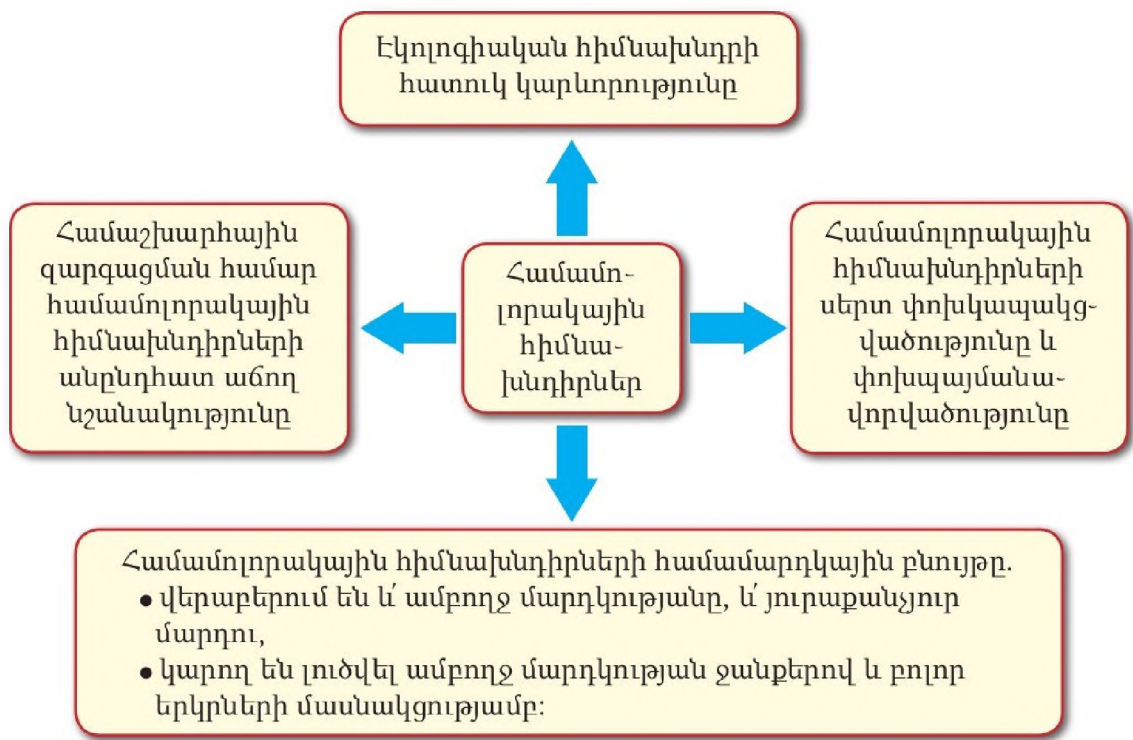 Էկոլոգիական հիմնախնդրի
հատուկ կարևորությունը
Համաշխարհային
զարգացման համար
համամոլորակային
հիմնախնդիրների
անընդհատ աճող
նշանակությունը
Համամո-
լորակային
հիմնա-
խնդիրներ
Համամոլորակային
հիմնախնդիրների
սերտ փոխկապակց-
վածությունը և
փոխպայմանա-
վորվածությունը
Համամոլորակային հիմնախնդիրների համամարդկային բնույթը.
• վերաբերում են և՛ ամբողջ մարդկությանը, և՛ յուրաքանչյուր
մարդու,
• կարող են լուծվել ամբողջ մարդկության ջանքերով և բոլոր
երկրների մասնակցությամբ: